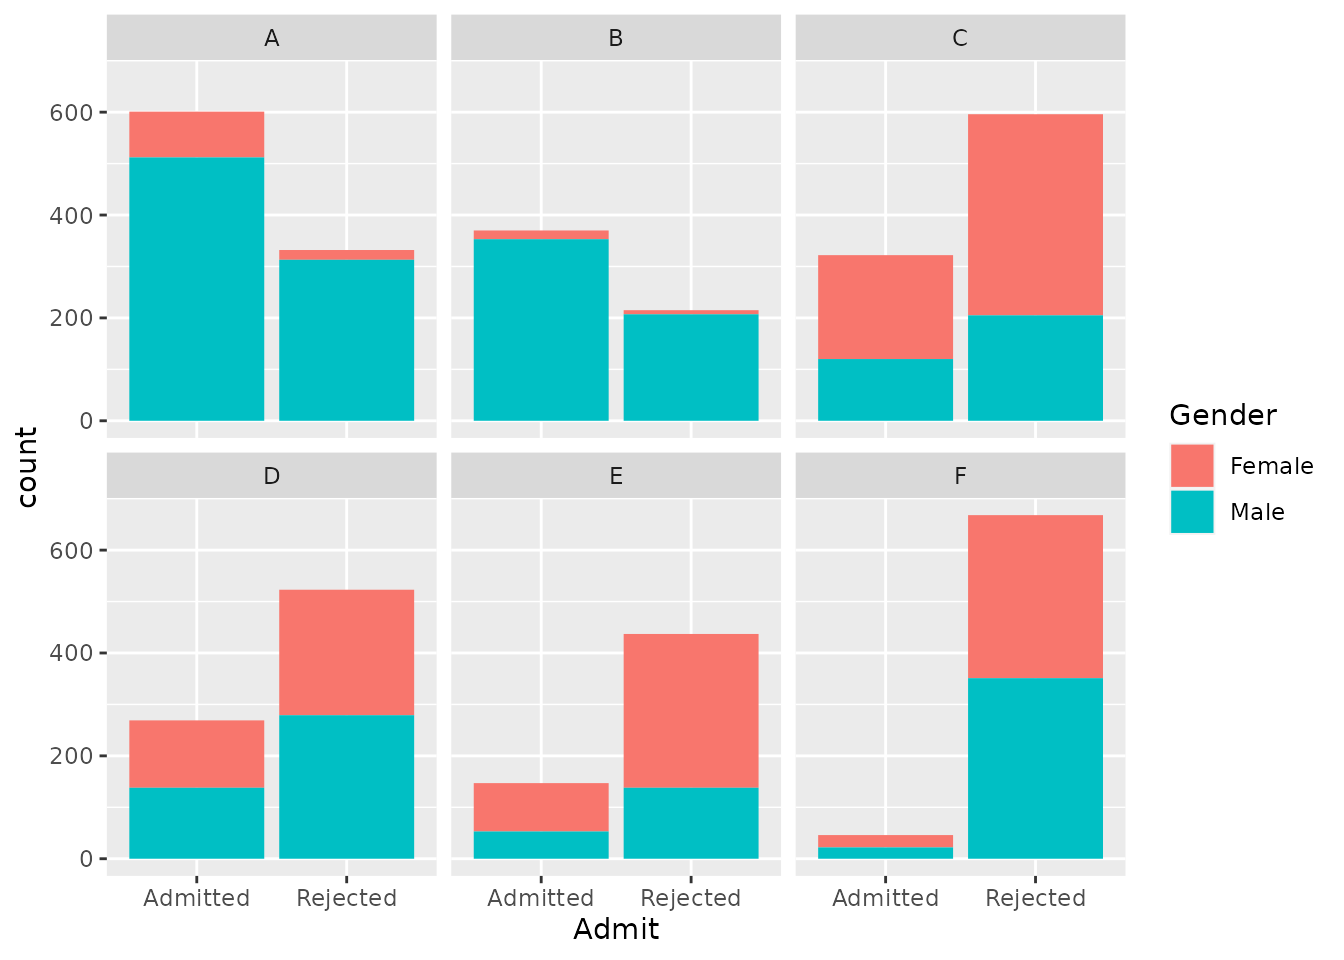 A B C
600
400
200
0
D E F
600
400
200
0
Admitted Rejected Admitted Rejected Admitted Rejected
Admit
count
Gender
Female
Male